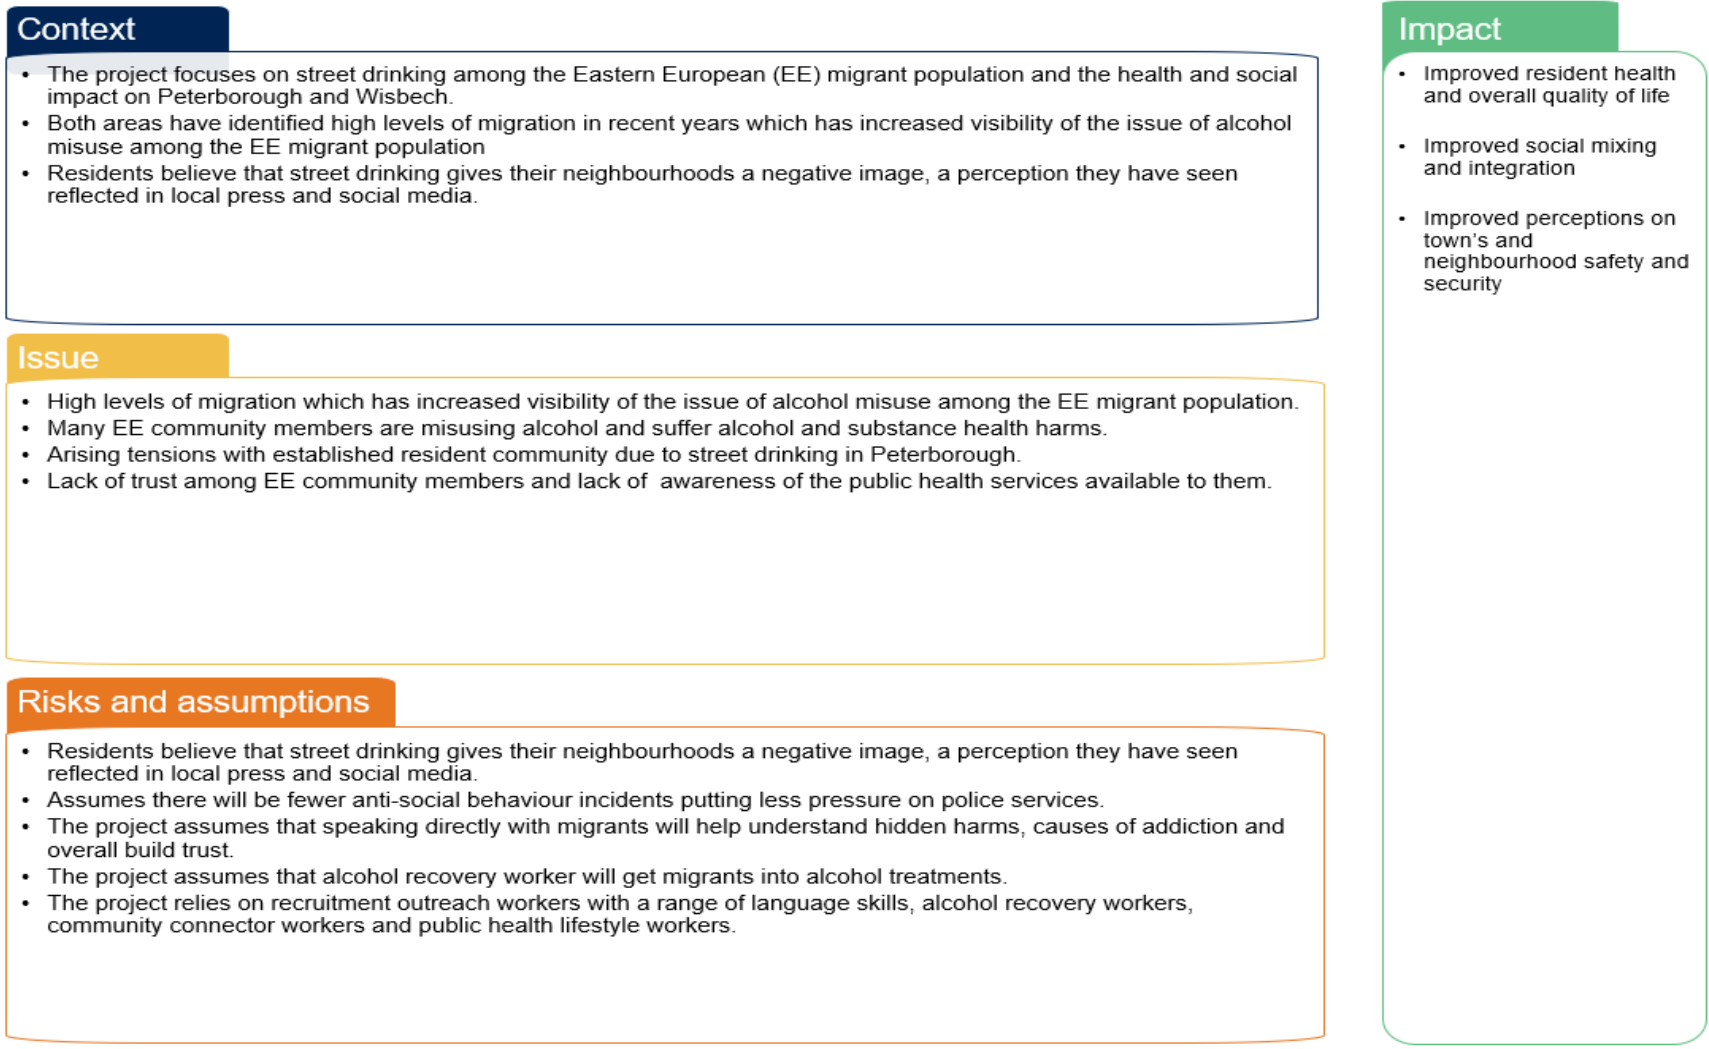 Context
• The project focuses on street drinking among the Eastern European (EE) migrant population and the health and social
impact on Peterborough and Wisbech.
• Both areas have identified high levels of migration in recent years which has increased visibility of the issue of alcohol
misuse among the EE migrant population
• Residents believe that street drinking gives their neighbourhoods a negative image, a perception they have seen
reflected in local press and social media.
Issue
• High levels of migration which has increased visibility of the issue of alcohol misuse among the EE migrant population.
• Many EE community members are misusing alcohol and suffer alcohol and substance health harms.
• Arising tensions with established resident community due to street drinking in Peterborough.
• Lack of trust among EE community members and lack of  awareness of the public health services available to them.
Risks and assumptions
• Residents believe that street drinking gives their neighbourhoods a negative image, a perception they have seen
reflected in local press and social media.
• Assumes there will be fewer anti-social behaviour incidents putting less pressure on police services.
• The project assumes that speaking directly with migrants will help understand hidden harms, causes of addiction and
overall build trust.
• The project assumes that alcohol recovery worker will get migrants into alcohol treatments.
• The project relies on recruitment outreach workers with a range of language skills, alcohol recovery workers,
community connector workers and public health lifestyle workers.
Impact
• Improved resident health
and overall quality of life
• Improved social mixing
and integration
• Improved perceptions on
town's and
neighbourhood safety and
security